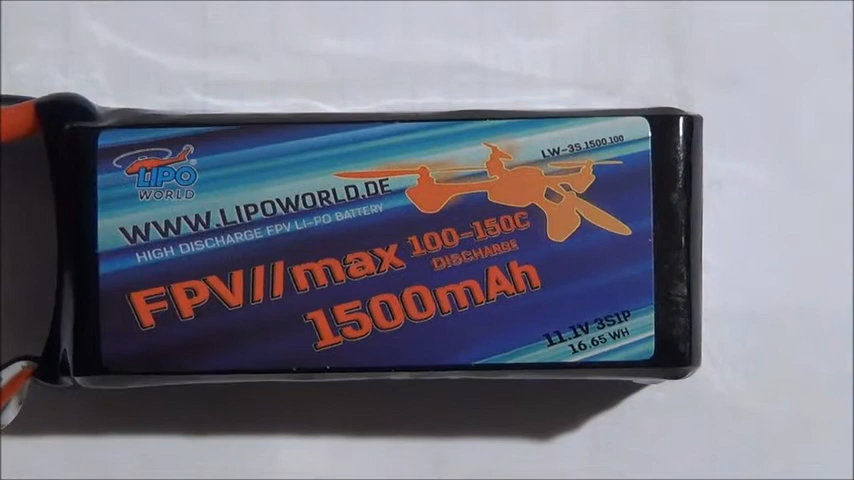 LIPO
WORLD
LW-3S 1500.100
WWW.LIPOWORLD.DE
HIGH DISCHARGE FPV LI-PO BATTERY
FPV//max 100-150C
DISCHARGE
1500mAh
11.1V 3S1P
16.65 WH